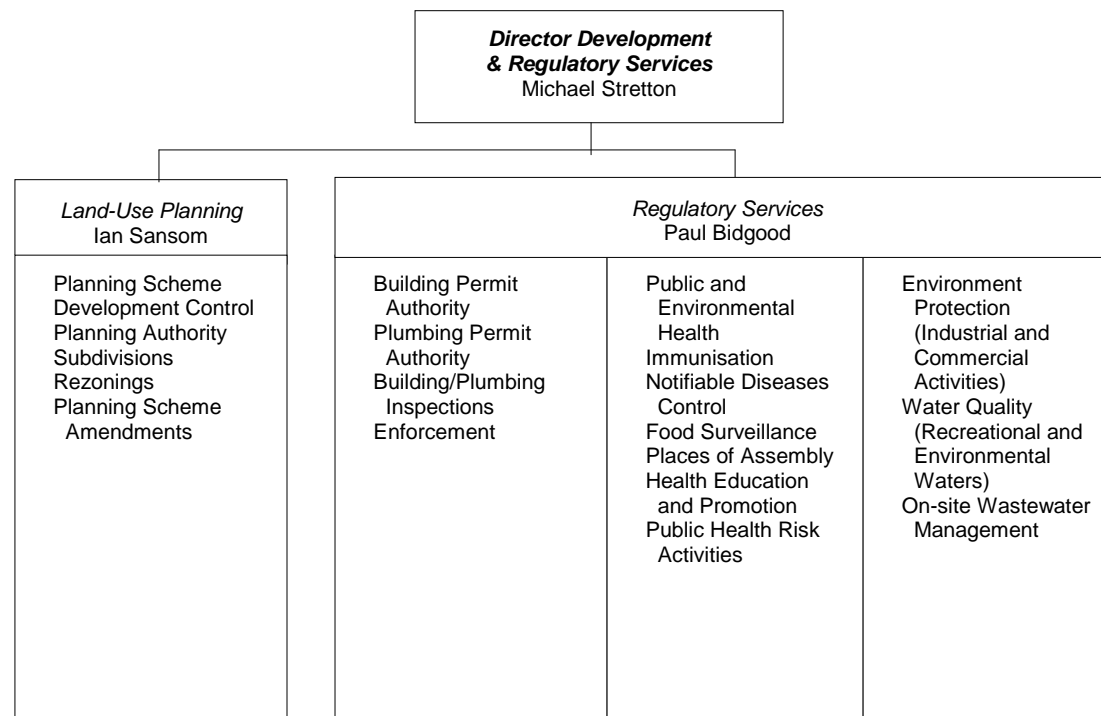 Director Development
& Regulatory Services
Michael Stretton
Land-Use Planning
Ian Sansom
Planning Scheme
Development Control
Planning Authority
Subdivisions
Rezonings
Planning Scheme
Amendments
Regulatory Services
Paul Bidgood
Building Permit
Authority
Plumbing Permit
Authority
Building/Plumbing
Inspections
Enforcement
Public and
Environmental
Health
Immunisation
Notifiable Diseases
Control
Food Surveillance
Places of Assembly
Health Education
and Promotion
Public Health Risk
Activities
Environment
Protection
(Industrial and
Commercial
Activities)
Water Quality
(Recreational and
Environmental
Waters)
On-site Wastewater
Management